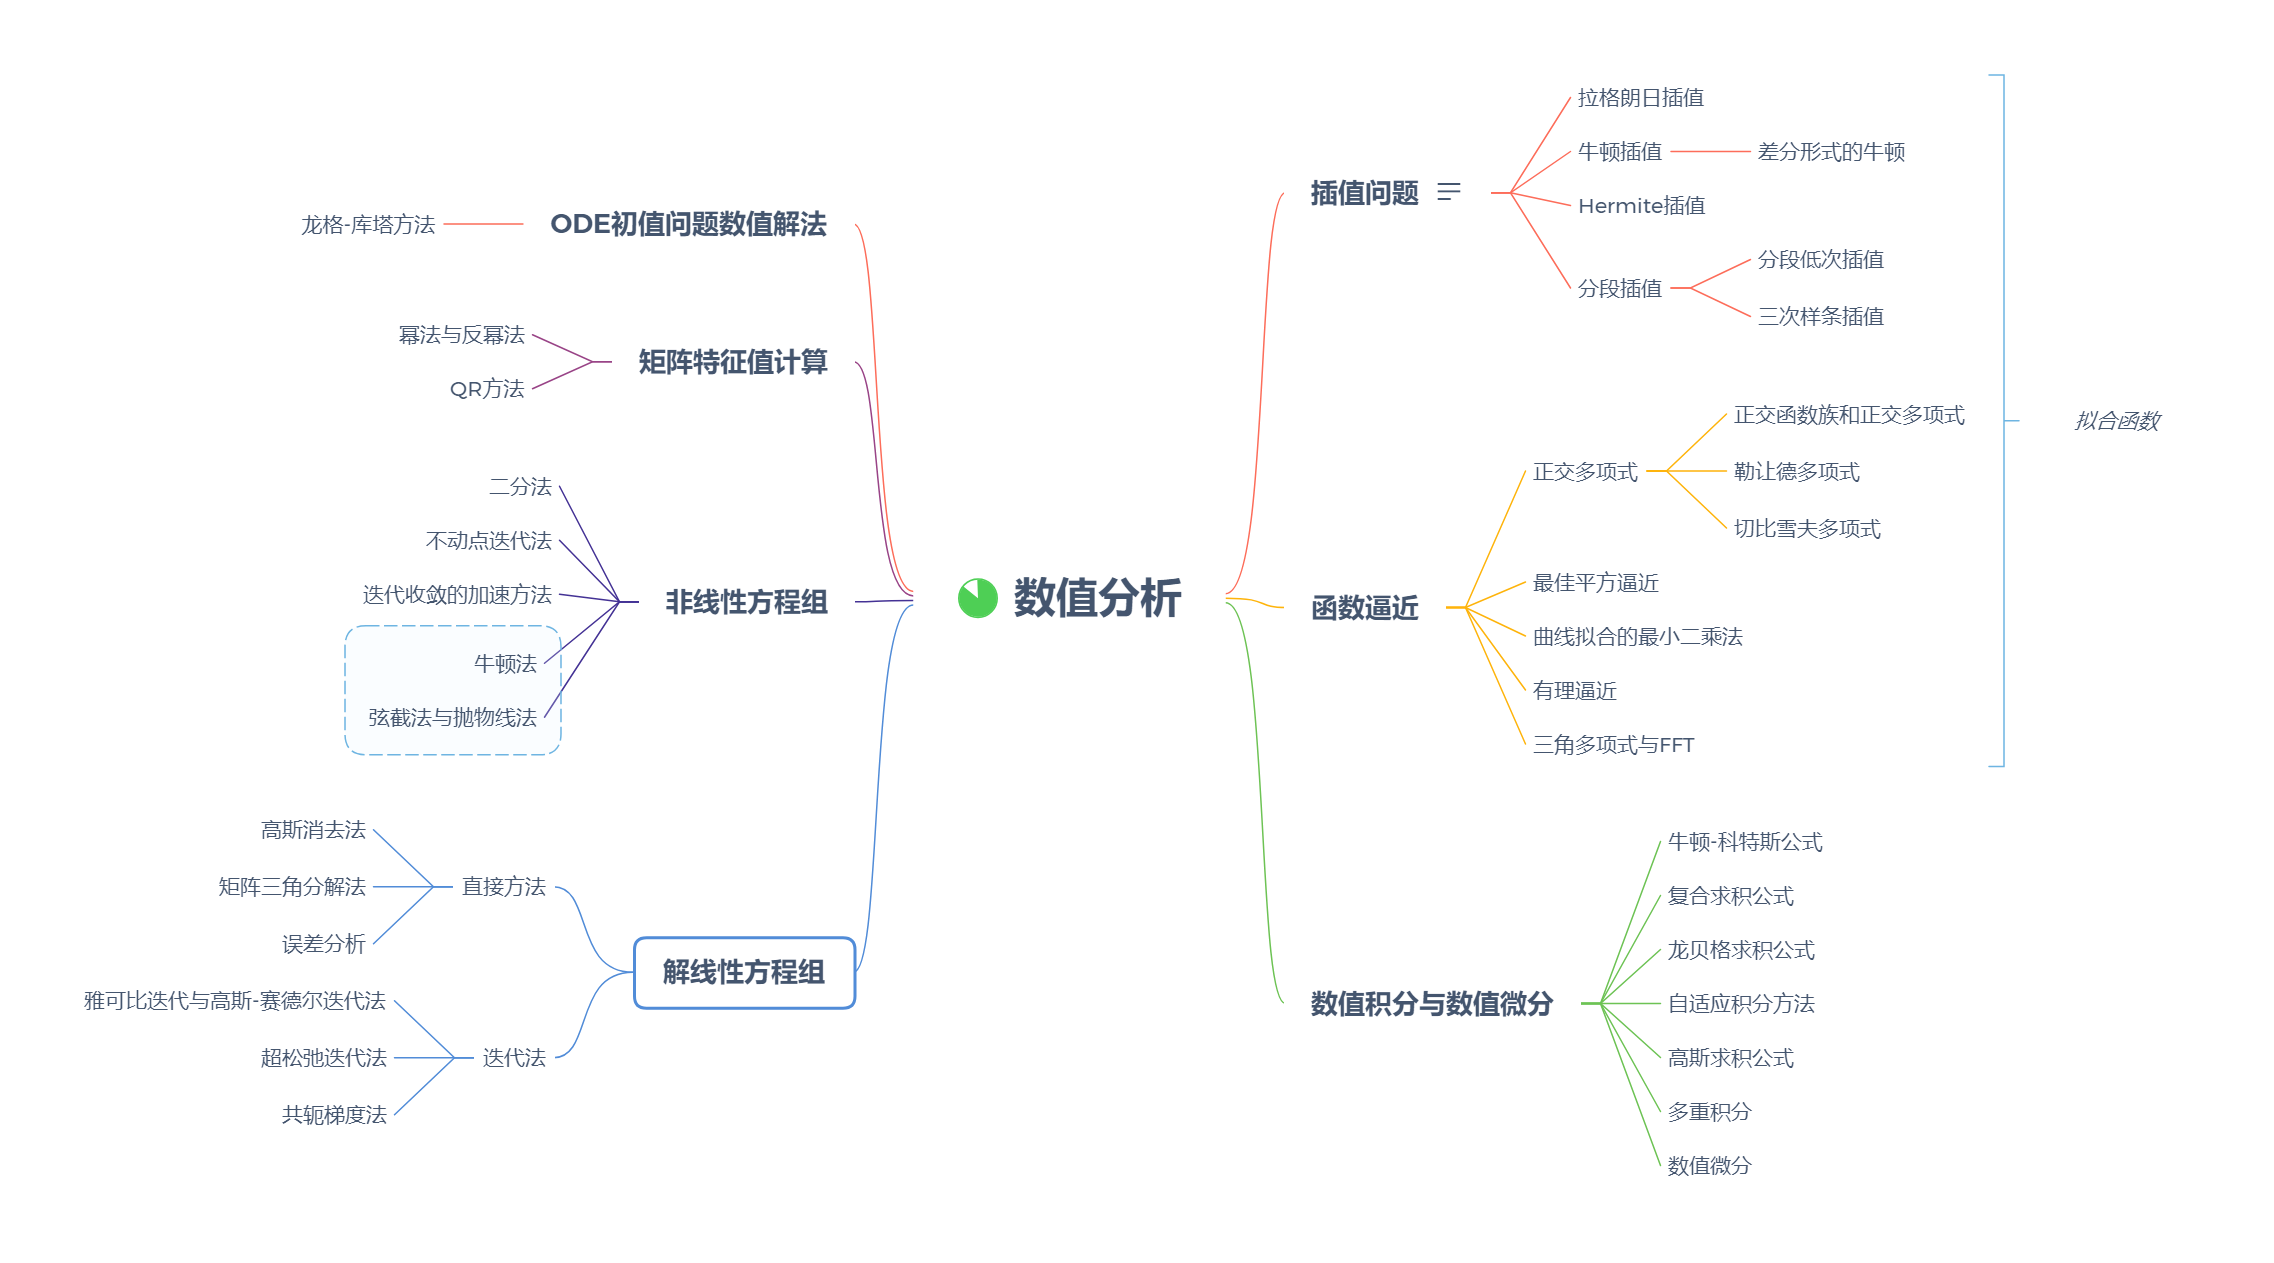 数值分析
插值问题
拉格朗日插值
牛顿插值
差分形式的牛顿
Hermite插值
分段插值
分段低次插值
三次样条插值
函数逼近
正交多项式
正交函数族和正交多项式
勒让德多项式
切比雪夫多项式
最佳平方逼近
曲线拟合的最小二乘法
有理逼近
三角多项式与FFT
拟合函数
数值积分与数值微分
牛顿-科特斯公式
复合求积公式
龙贝格求积公式
自适应积分方法
高斯求积公式
多重积分
数值微分
ODE初值问题数值解法
龙格-库塔方法
矩阵特征值计算
幂法与反幂法
QR方法
非线性方程组
二分法
不动点迭代法
迭代收敛的加速方法
牛顿法
弦截法与抛物线法
解线性方程组
直接方法
高斯消去法
矩阵三角分解法
误差分析
迭代法
雅可比迭代与高斯-赛德尔迭代法
超松弛迭代法
共轭梯度法